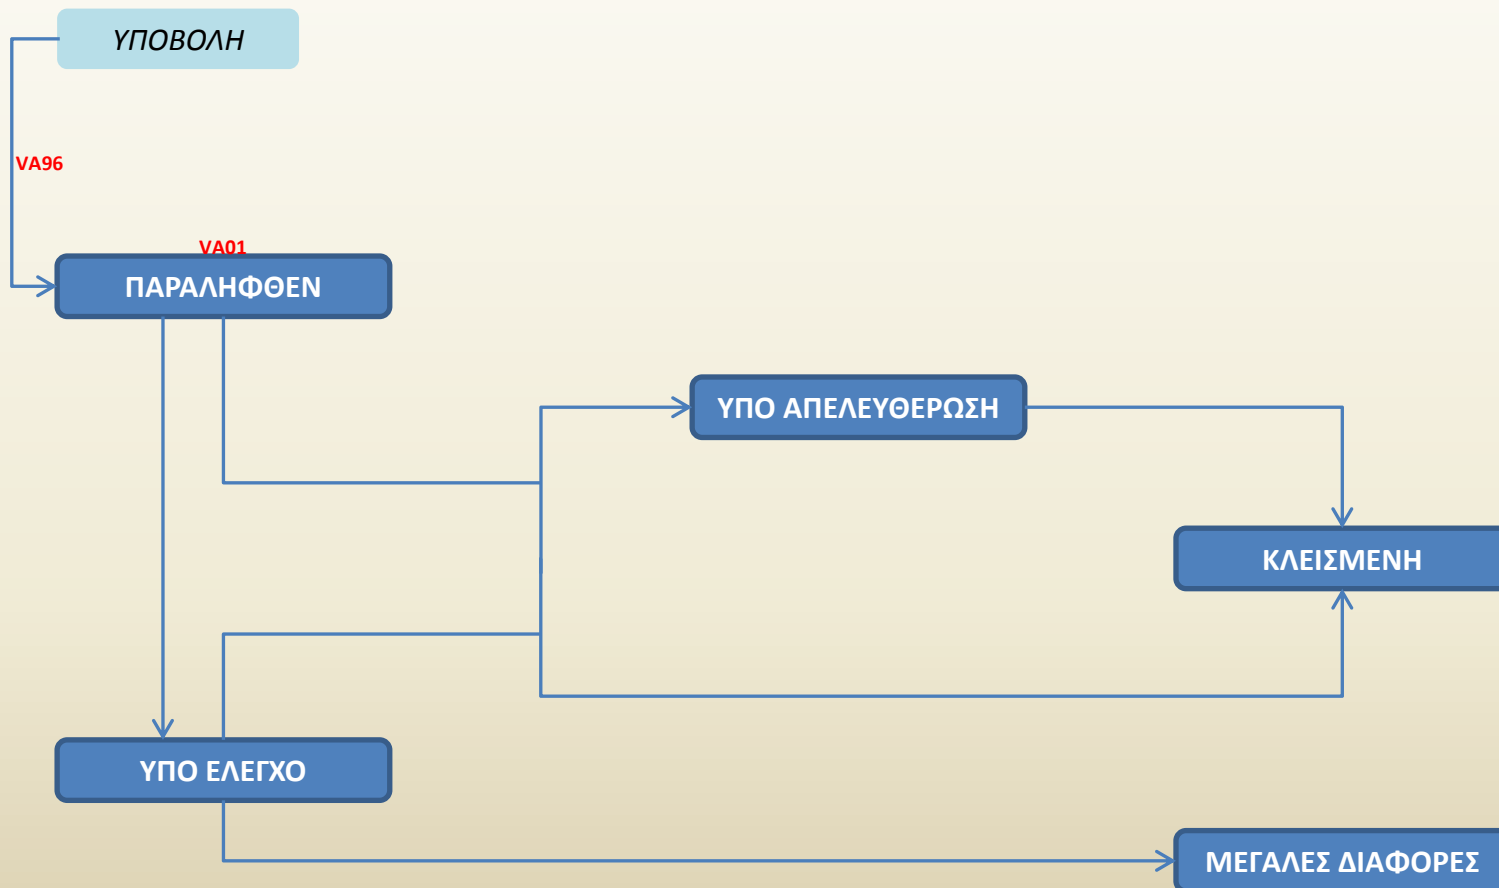 ΥΠΟΒΟΛΗ
VA96
VA01
ΠΑΡΑΛΗΦΘΕΝ
ΥΠΟ ΑΠΕΛΕΥΘΕΡΩΣΗ
ΚΛΕΙΣΜΕΝΗ
ΥΠΟ ΕΛΕΓΧΟ
ΜΕΓΑΛΕΣ ΔΙΑΦΟΡΕΣ